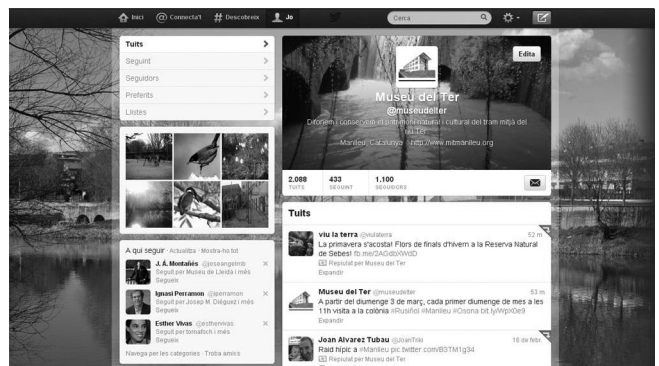 Inici
@ Connecta't
# Descobreix
Jo
Cerca
Tuits
Seguint
Seguidors
Preferits
Llistes
Edita
Museu del Ter
@museudelter
Difonem i conservem el patrimoni natural i cultural del tram mitjà del
riu Ter
Manlleu, Catalunya · http://www.mitmanlleu.org
2.088 TUITS
433 SEGUINT
1.100 SEGUIDORS
A qui seguir · Actualitza · Mostra-ho tot
J. Á. Montañés @joseangelmb
Seguit per Museu de Lleida i més
Segueix
Ignasi Perramon @iperramon
Seguit per Josep M. Diéguez i més
Segueix
Esther Vivas @esthervivas
Seguit per tomafoch i més
Segueix
Navega per les categories · Troba amics
Tuits
viu la terra @viulaterra 52 m
La primavera s'acosta! Flors de finals d'hivern a la Reserva Natural
de Sebes! fb.me/2AGdbXWdD
Repiulat per Museu del Ter
Expandir
Museu del Ter @museudelter 53 m
A partir del diumenge 3 de març, cada primer diumenge de mes a les
11h visita a la colònia #Rusiñol #Manlleu #Osona bit.ly/WpXOe9
Expandir
Joan Alvarez Tubau @JoanTriki 16 de febr.
Raid hípic a #Manlleu pic.twitter.com/B3TM1g34
Repiulat per Museu del Ter